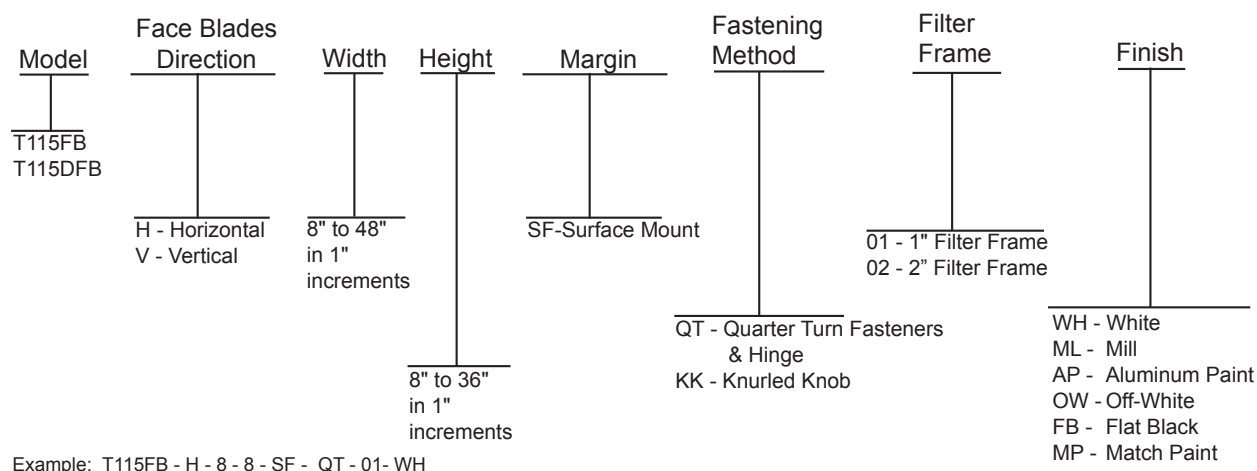 Model
Face Blades
Direction
Width
Height
Margin
Fastening
Method
Filter
Frame
Finish
T115FB
T115DFB
H - Horizontal
V - Vertical
8" to 48"
in 1"
increments
8" to 36"
in 1"
increments
SF-Surface Mount
QT - Quarter Turn Fasteners
& Hinge
KK - Knurled Knob
01 - 1" Filter Frame
02 - 2” Filter Frame
WH - White
ML - Mill
AP - Aluminum Paint
OW - Off-White
FB - Flat Black
MP - Match Paint
Example: T115FB - H - 8 - 8 - SF - QT - 01- WH